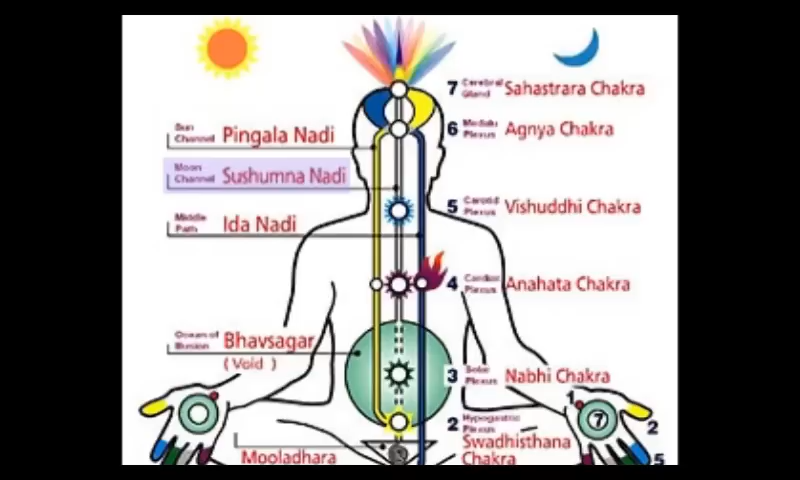 7 Cerebral Gland Sahastrara Chakra
6 Medulla Plexus Agnya Chakra
Sun Channel Pingala Nadi
Moon Channel Sushumna Nadi
5 Carotid Plexus Vishuddhi Chakra
Middle Path Ida Nadi
4 Cardiac Plexus Anahata Chakra
Ocean of Illusion Bhavsagar
( Void )
3 Solar Plexus Nabhi Chakra
1
7
2
2 Hypogastric Plexus Swadhisthana Chakra
5
Mooladhara